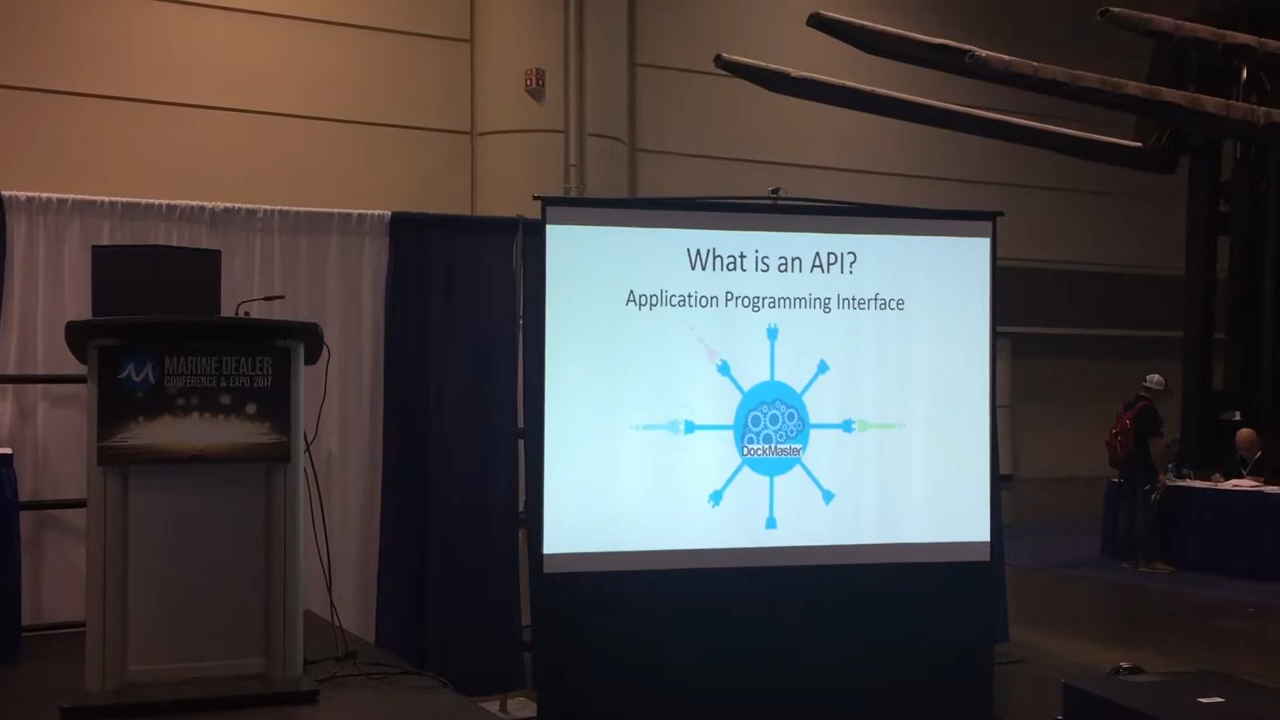 MARINE DEALER
CONFERENCE & EXPO 2017
What is an API?
Application Programming Interface
DockMaster